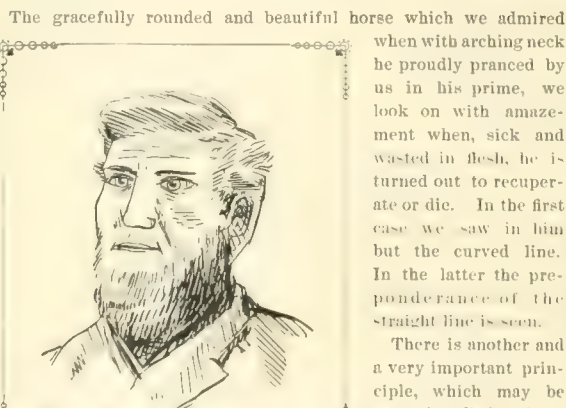 The gracefully rounded and beautiful horse which we admired
when with arching neck
he proudly pranced by
us in his prime, we
look on with amaze-
ment when, sick and
wasted in flesh, he is
turned out to recuper-
ate or die. In the first
case we saw in him
but the curved line.
In the latter the pre-
ponderance of the
straight line is seen.
There is another and
a very important prin-
ciple, which may be